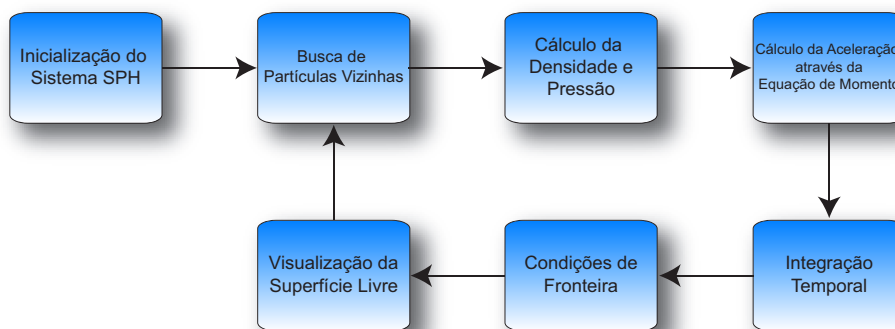 Inicialização do
Sistema SPH
Busca de
Partículas Vizinhas
Cálculo da
Densidade e
Pressão
Cálculo da Aceleração
através da
Equação de Momento
Visualização da
Superfície Livre
Condições de
Fronteira
Integração
Temporal